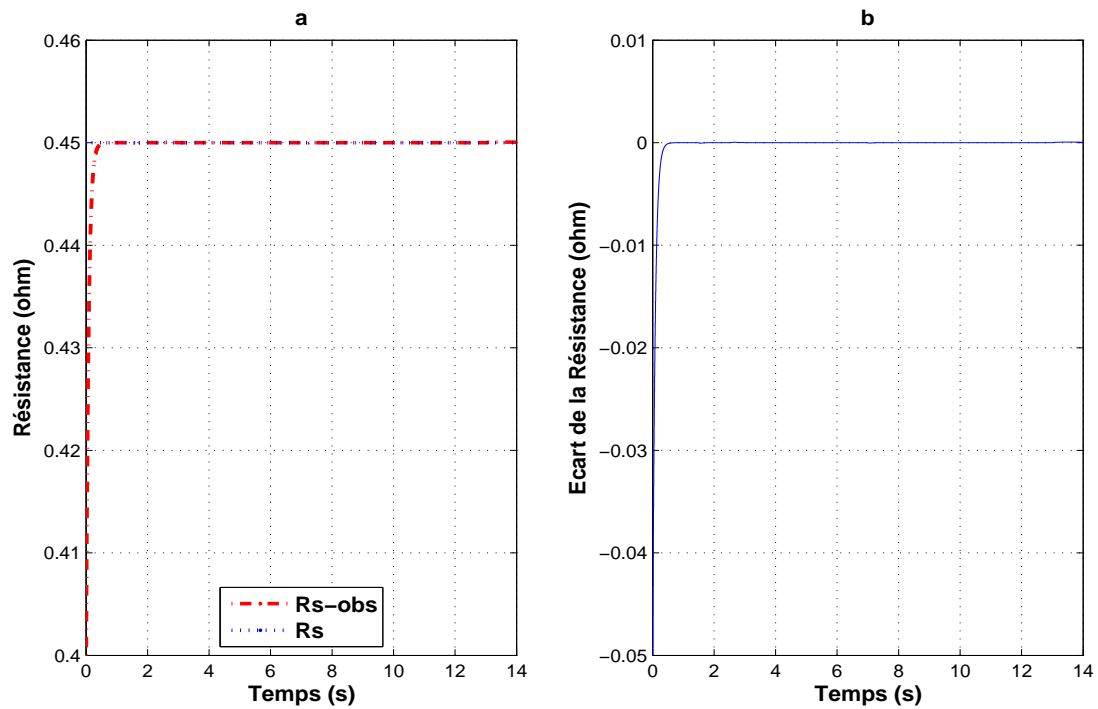 a
0.46
0.45
0.44
0.43
0.42
0.41
0.4
0 2 4 6 8 10 12 14
Résistance (ohm)
Temps (s)
Rs−obs
Rs
b
0.01
0
−0.01
−0.02
−0.03
−0.04
−0.05
0 2 4 6 8 10 12 14
Ecart de la Résistance (ohm)
Temps (s)